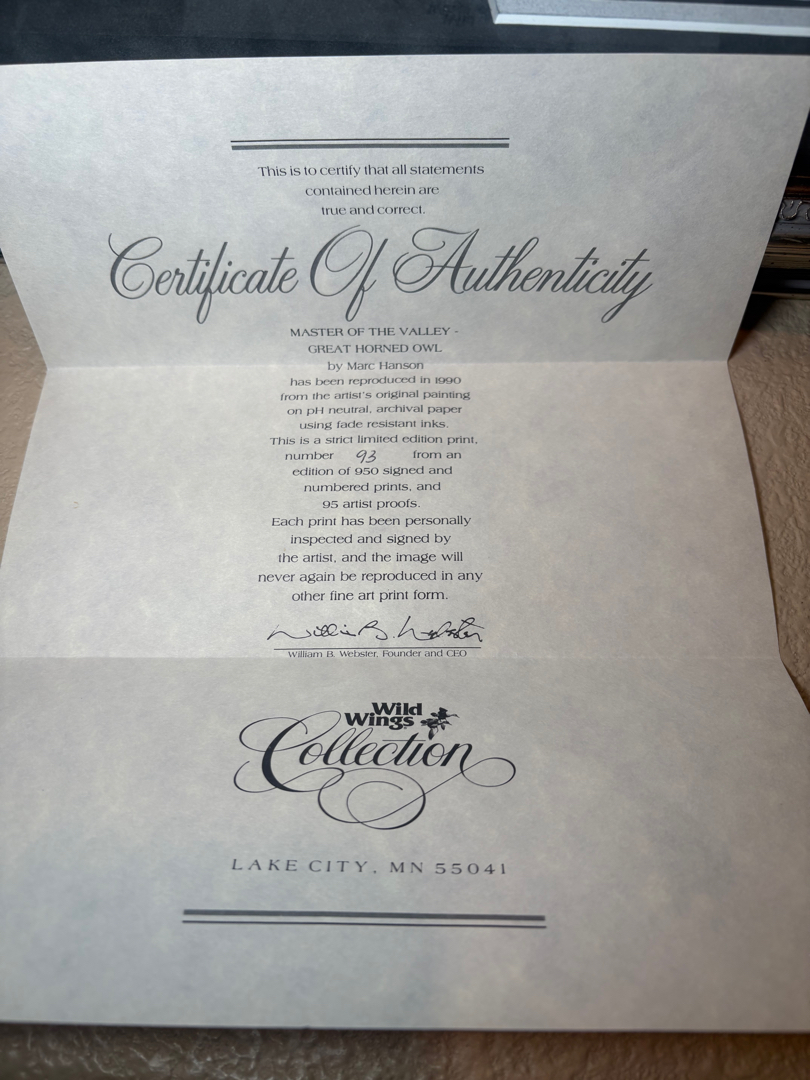 This is to certify that all statements
contained herein are
true and correct.
Certificate Of Authenticity
MASTER OF THE VALLEY -
GREAT HORNED OWL
by Marc Hanson
has been reproduced in 1990
from the artist's original painting
on pH neutral, archival paper
using fade resistant inks.
This is a strict limited edition print,
number 93 from an
edition of 950 signed and
numbered prints, and
95 artist proofs.
Each print has been personally
inspected and signed by
the artist, and the image will
never again be reproduced in any
other fine art print form.
William B. Webster
William B. Webster, Founder and CEO
Wild
Wings
Collection
LAKE CITY, MN 55041